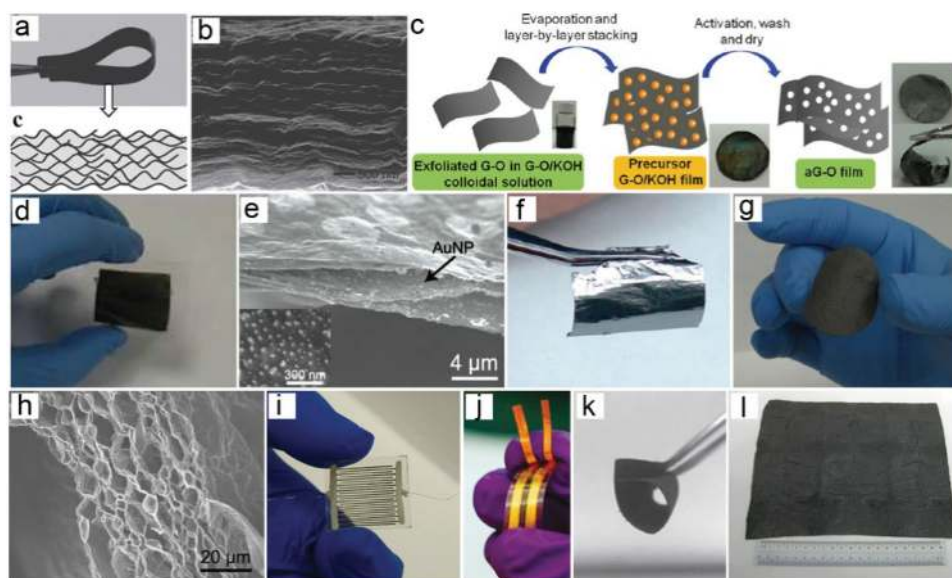 a
c
b
c
Evaporation and
layer-by-layer stacking
Activation, wash
and dry
Exfoliated G-O in G-O/KOH
colloidal solution
Precursor
G-O/KOH film
aG-O film
d
e
AuNP
300 nm
4 µm
f
g
h
20 µm
i
j
k
l